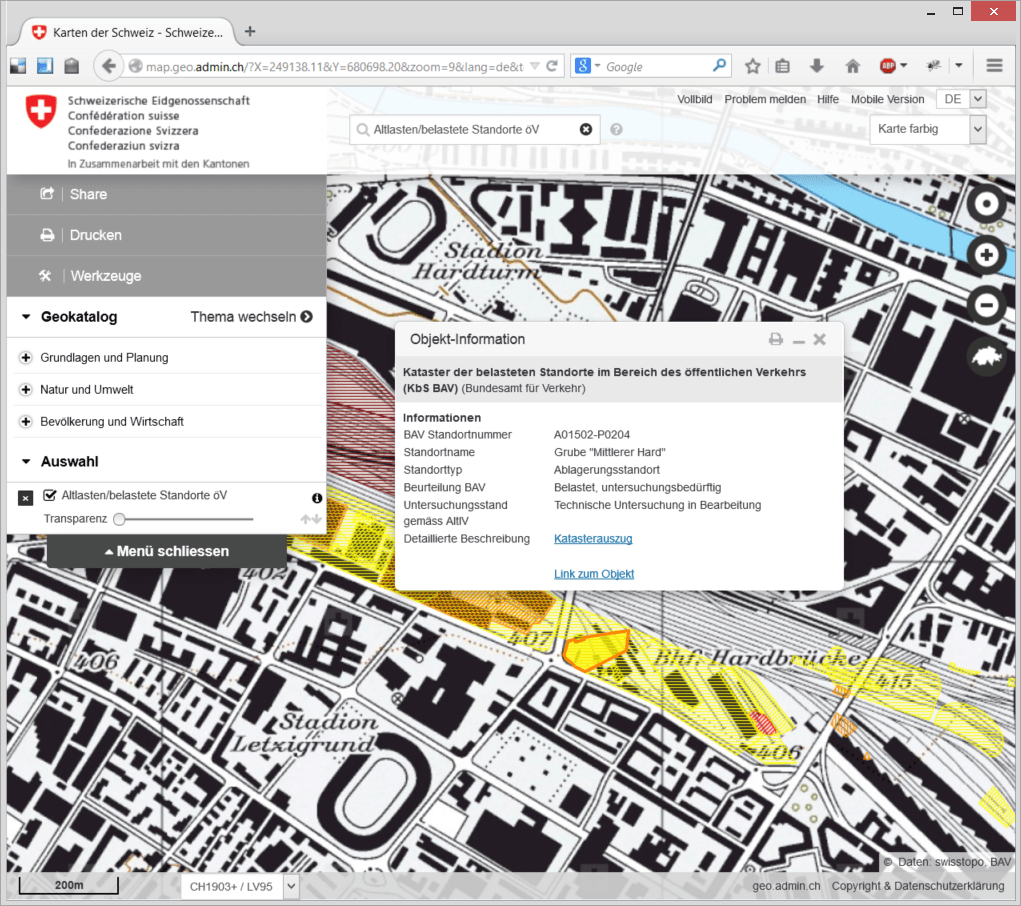 Karten der Schweiz - Schweize...
map.geo.admin.ch/?X=249138.11&Y=680698.20&zoom=9&lang=de&t
Google
ABP
Schweizerische Eidgenossenschaft
Confédération suisse
Confederazione Svizzera
Confederaziun svizra
In Zusammenarbeit mit den Kantonen
Vollbild Problem melden Hilfe Mobile Version DE
Altlasten/belastete Standorte öV
Karte farbig
400
Share
Drucken
Werkzeuge
Geokatalog Thema wechseln
Grundlagen und Planung
Natur und Umwelt
Bevölkerung und Wirtschaft
Auswahl
Altlasten/belastete Standorte öV
Transparenz
Menü schliessen
Stadion
Hardturm
Objekt-Information
Kataster der belasteten Standorte im Bereich des öffentlichen Verkehrs
(KbS BAV) (Bundesamt für Verkehr)
Informationen
BAV Standortnummer A01502-P0204
Standortname Grube "Mittlerer Hard"
Standorttyp Ablagerungsstandort
Beurteilung BAV Belastet, untersuchungsbedürftig
Untersuchungsstand Technische Untersuchung in Bearbeitung
gemäss AltlV
Detaillierte Beschreibung Katasterauszug
Link zum Objekt
402
407
406
Bhf. Hardbrücke
415
Stadion
Letzigrund
406
© Daten: swisstopo, BAV
200m
CH1903+ / LV95
geo.admin.ch Copyright & Datenschutzerklärung